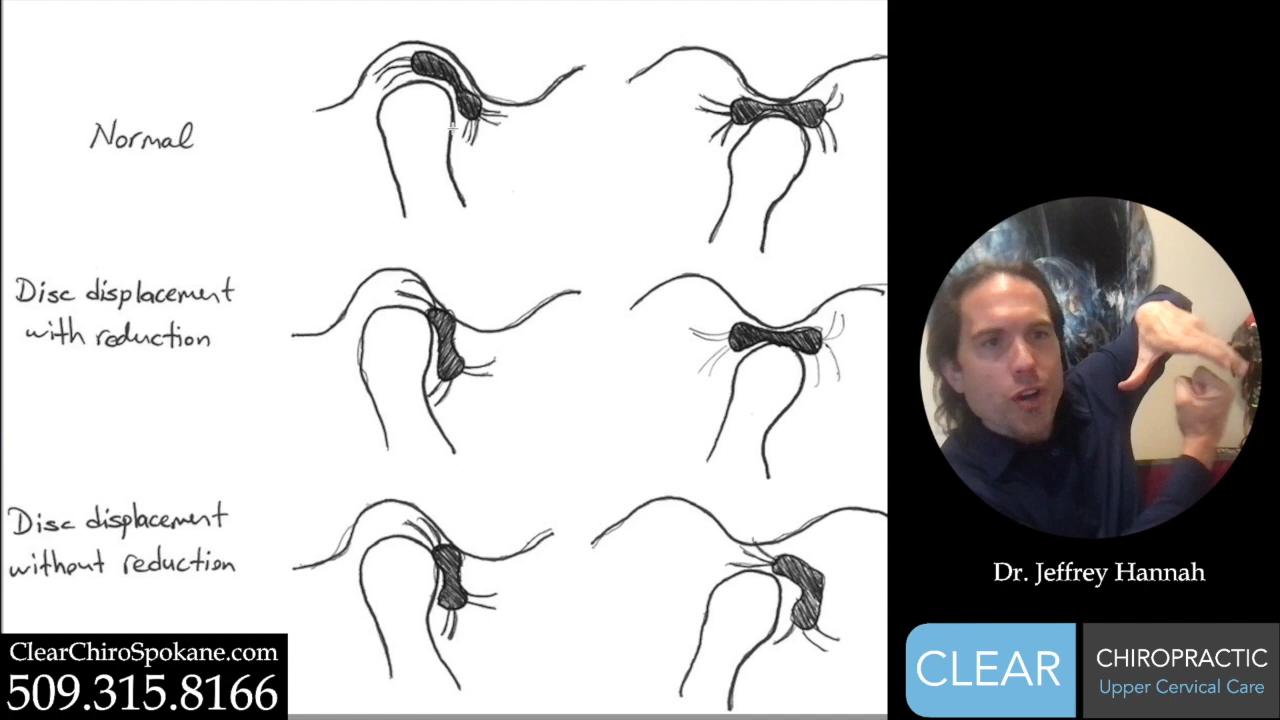 Normal
Disc displacement
with reduction
Disc displacement
without reduction
ClearChiroSpokane.com
509.315.8166
Dr. Jeffrey Hannah
CLEAR
CHIROPRACTIC
Upper Cervical Care